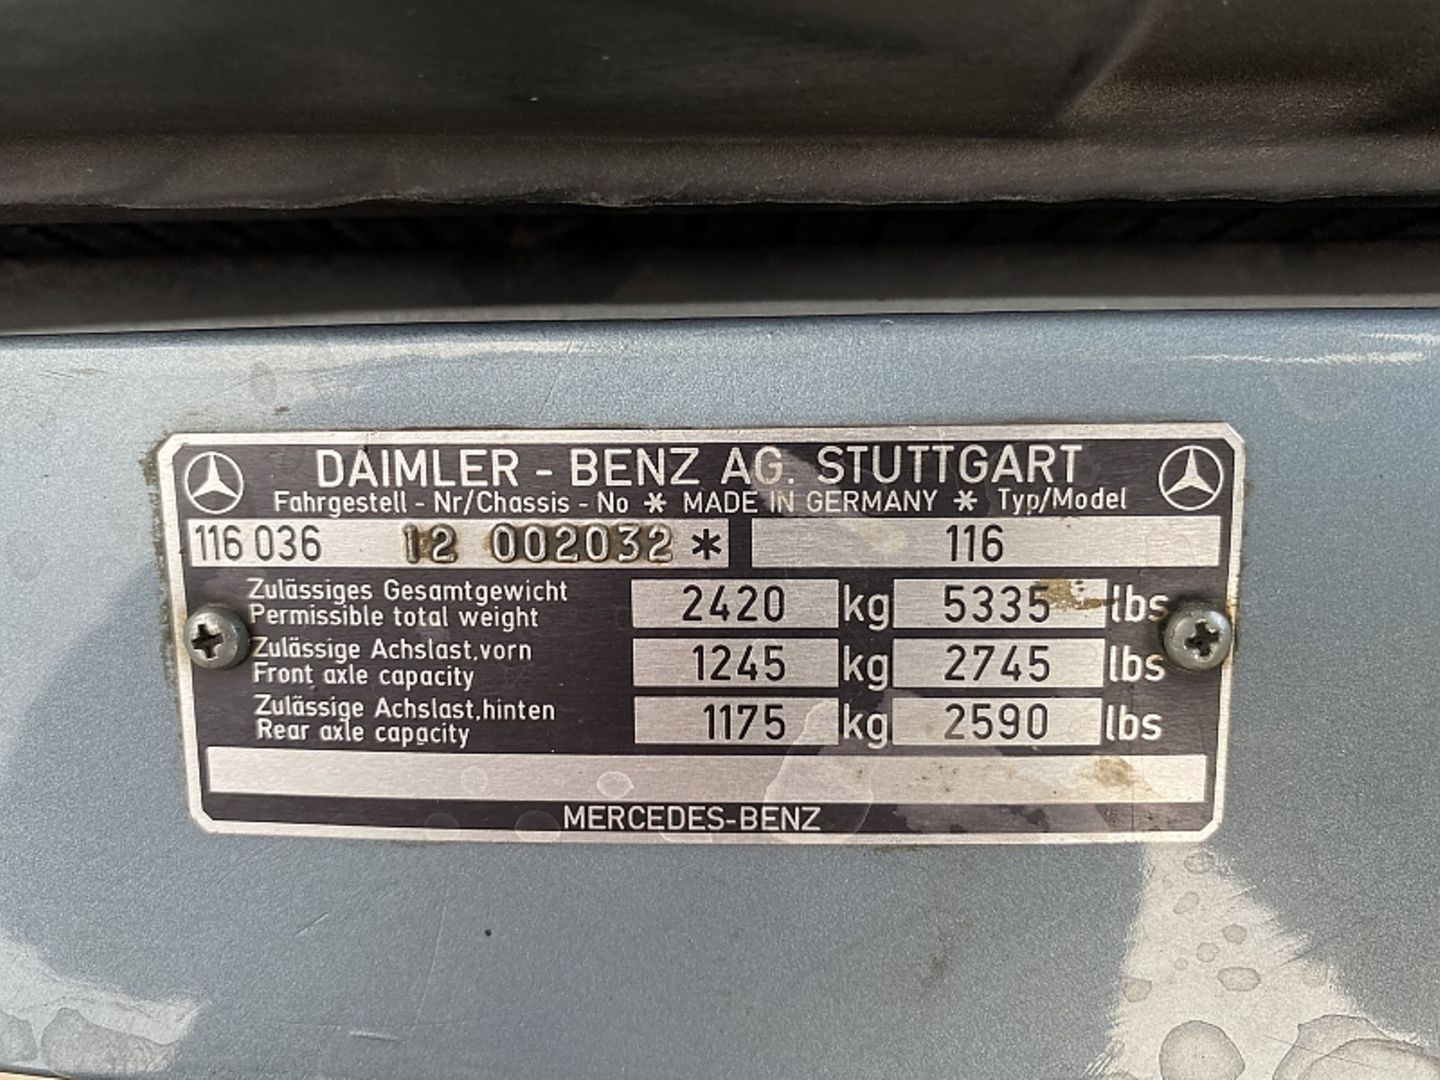 DAIMLER - BENZ AG. STUTTGART
Fahrgestell - Nr/Chassis - No * MADE IN GERMANY * Typ/Model
116 036 12 002032 * 116
Zulässiges Gesamtgewicht
Permissible total weight 2420 kg 5335 lbs
Zulässige Achslast,vorn
Front axle capacity 1245 kg 2745 lbs
Zulässige Achslast,hinten
Rear axle capacity 1175 kg 2590 lbs
MERCEDES-BENZ